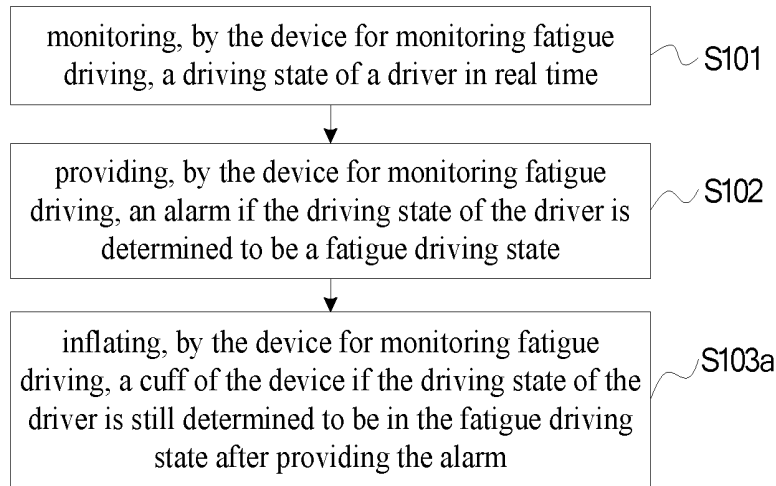 monitoring, by the device for monitoring fatigue
driving, a driving state of a driver in real time
S101
providing, by the device for monitoring fatigue
driving, an alarm if the driving state of the driver is
determined to be a fatigue driving state
S102
inflating, by the device for monitoring fatigue
driving, a cuff of the device if the driving state of the
driver is still determined to be in the fatigue driving
state after providing the alarm
S103a